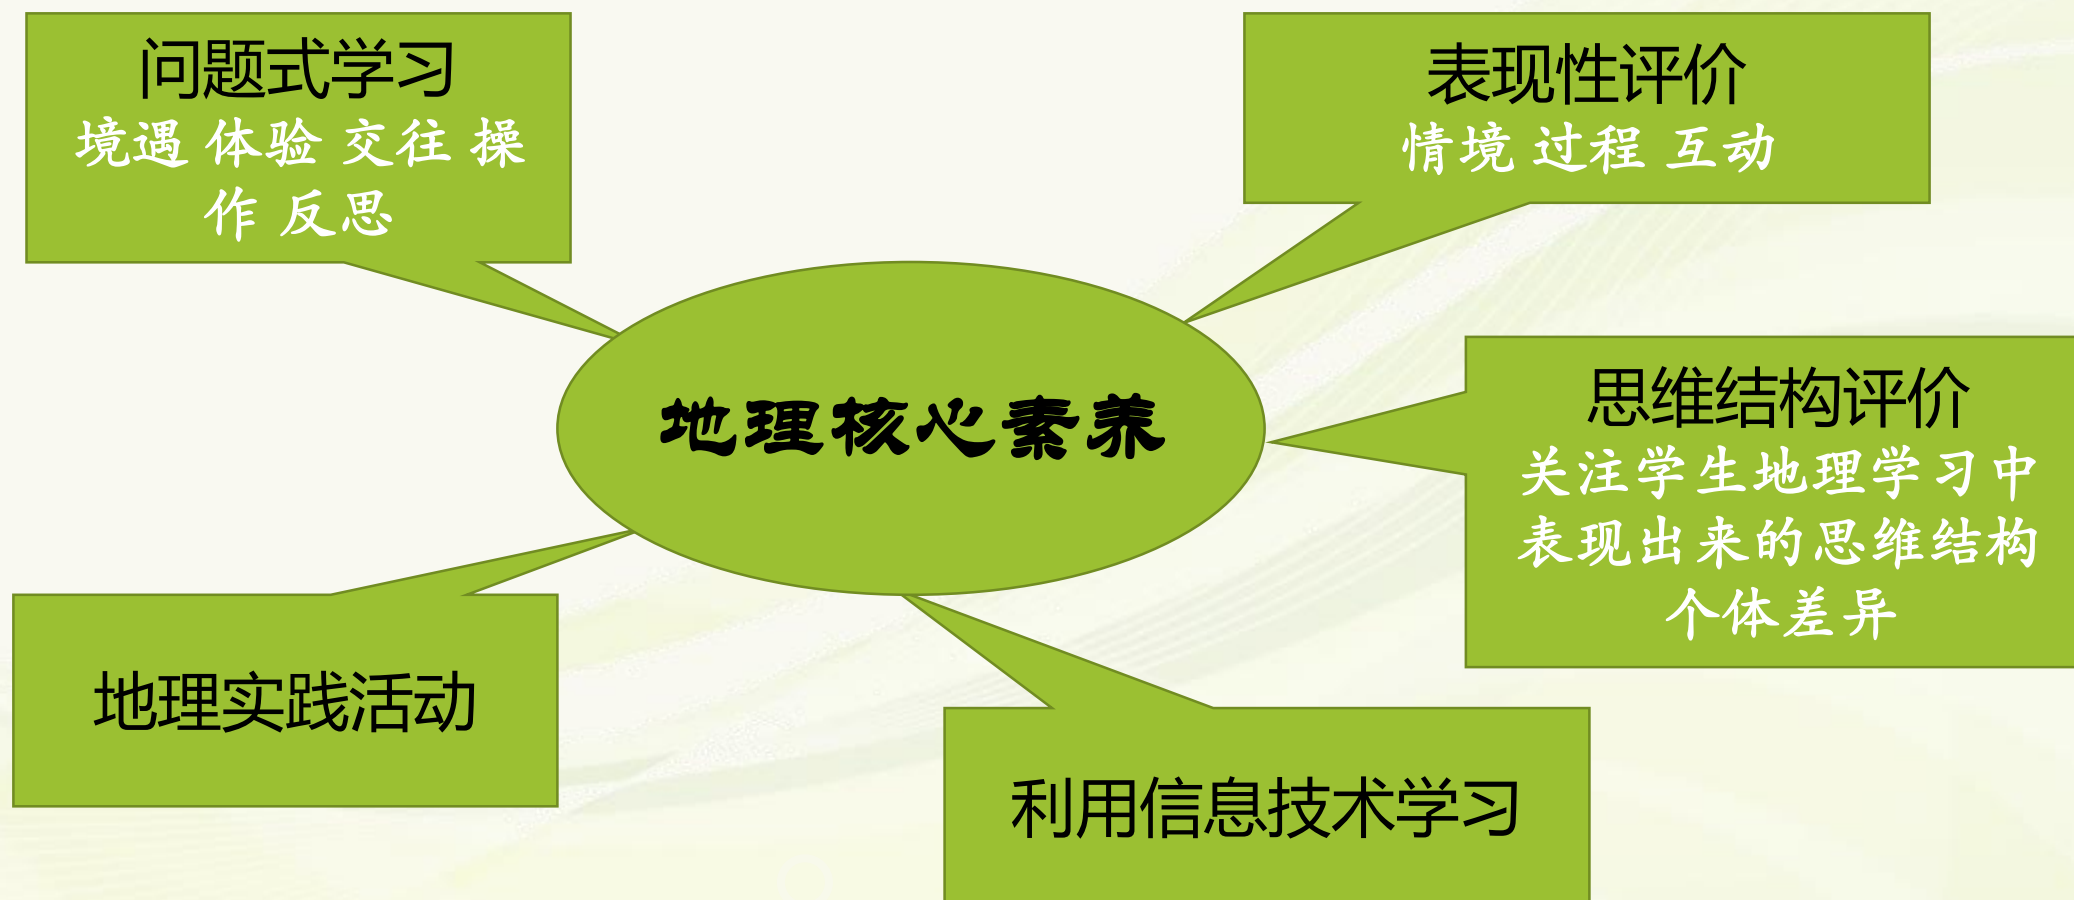 问题式学习
境遇 体验 交往 操
作 反思
表现性评价
情境 过程 互动
地理核心素养
思维结构评价
关注学生地理学习中
表现出来的思维结构
个体差异
地理实践活动
利用信息技术学习